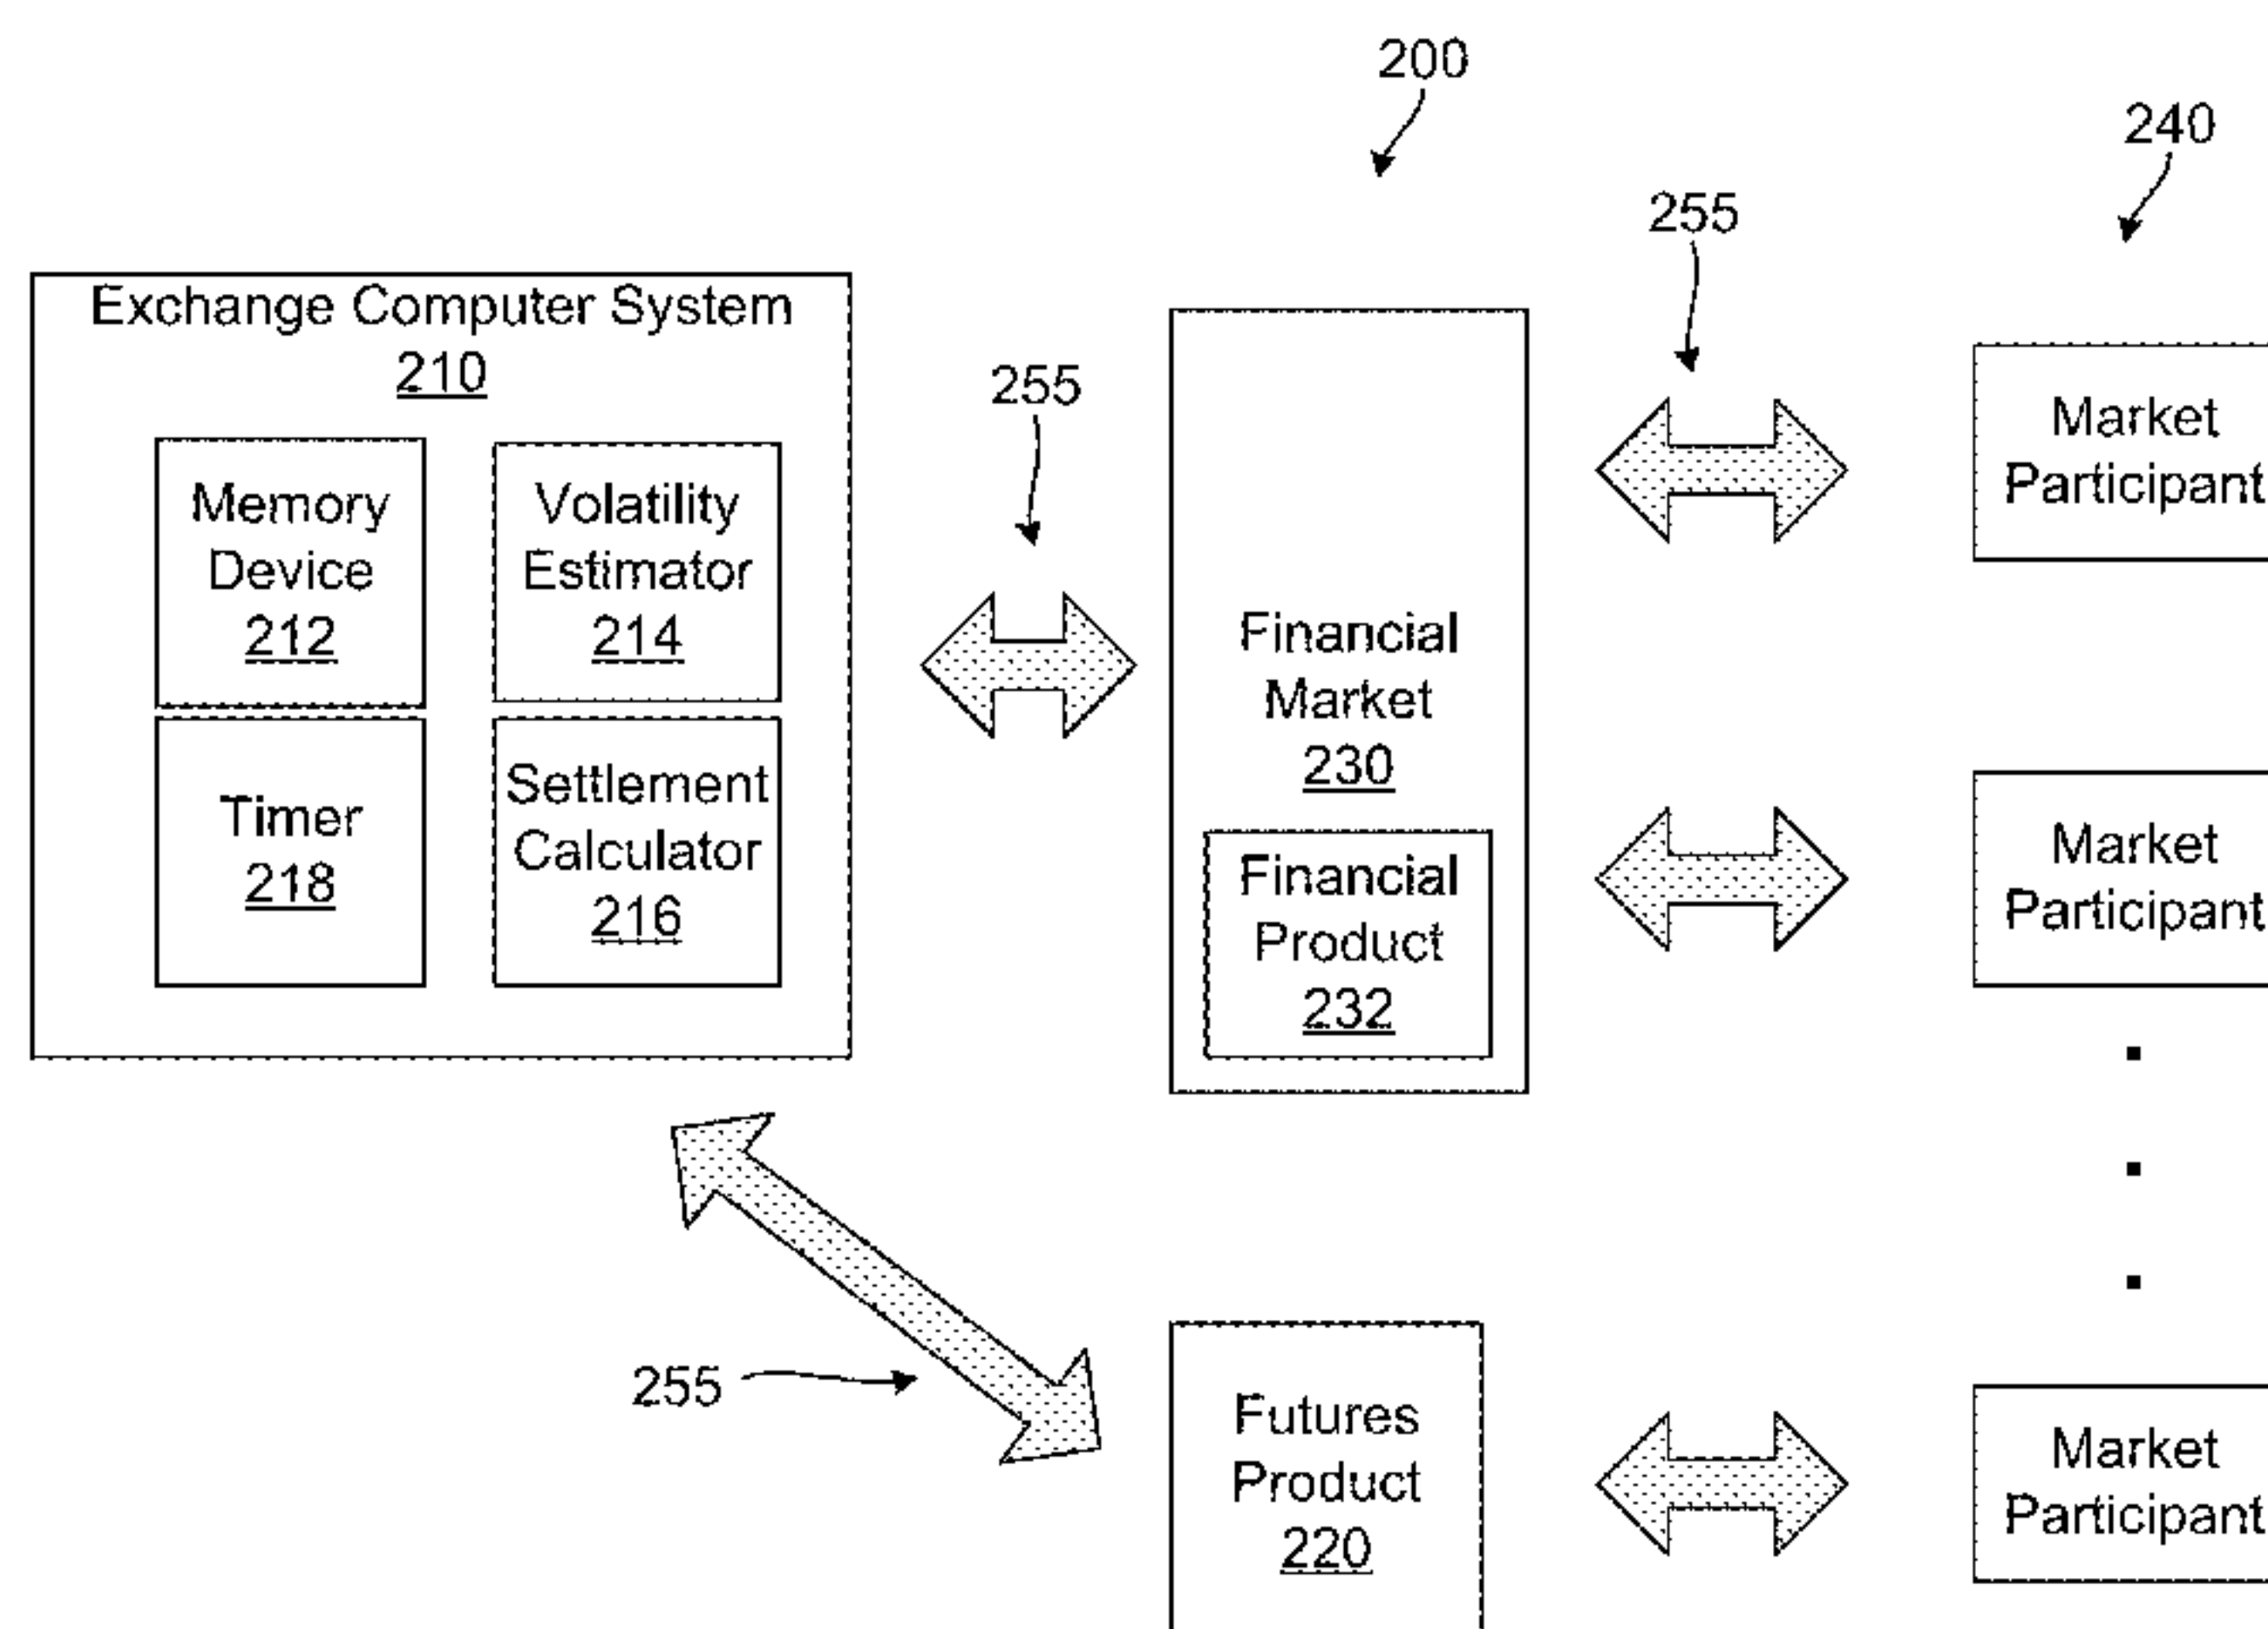 200
240
255
Exchange Computer System
210
255
Memory
Device
212
Volatility
Estimator
214
Timer
218
Settlement
Calculator
216
Financial
Market
230
Financial
Product
232
Market
Participant
Market
Participant
255
Futures
Product
220
Market
Participant